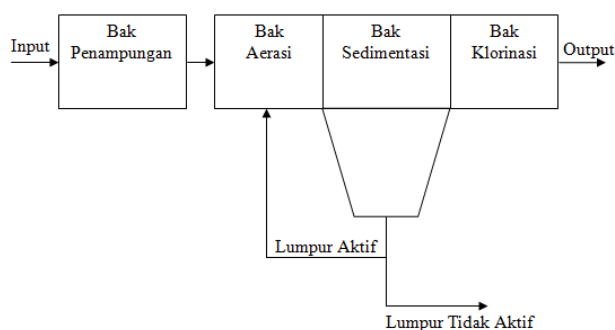 Input
Bak
Penampungan
Bak
Aerasi
Bak
Sedimentasi
Bak
Klorinasi
Output
Lumpur Aktif
Lumpur Tidak Aktif